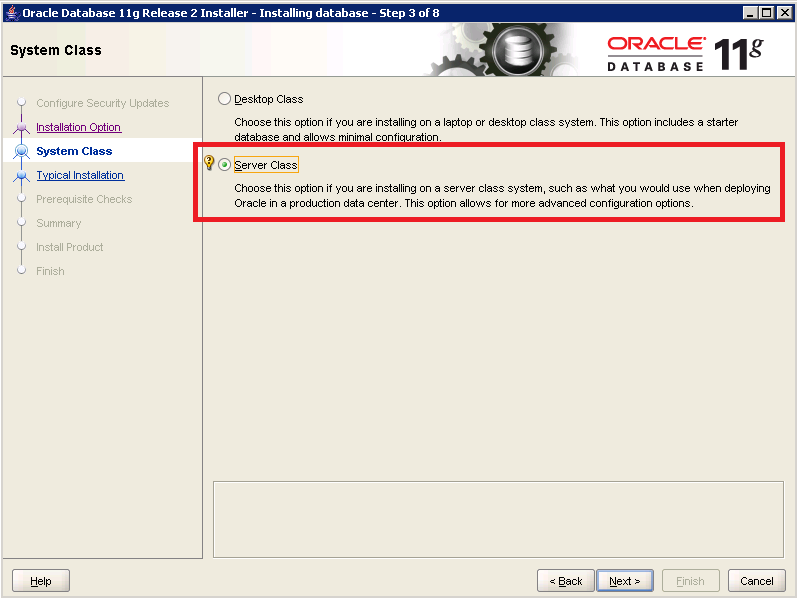 Oracle Database 11g Release 2 Installer - Installing database - Step 3 of 8
System Class
ORACLE
DATABASE
11g
Configure Security Updates
Installation Option
System Class
Typical Installation
Prerequisite Checks
Summary
Install Product
Finish
Desktop Class
Choose this option if you are installing on a laptop or desktop class system. This option includes a starter
database and allows minimal configuration.
Server Class
Choose this option if you are installing on a server class system, such as what you would use when deploying
Oracle in a production data center. This option allows for more advanced configuration options.
Help
< Back
Next >
Finish
Cancel